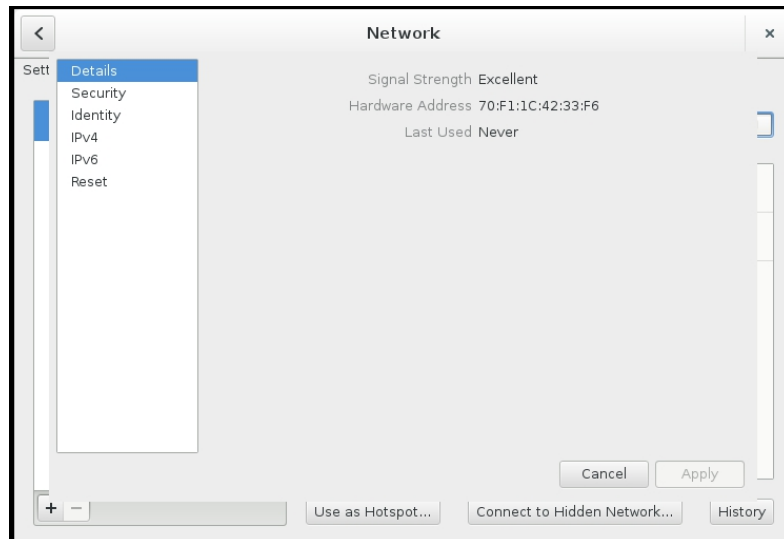 Network
Sett
Details
Security
Identity
IPv4
IPv6
Reset
Signal Strength Excellent
Hardware Address 70:F1:1C:42:33:F6
Last Used Never
Cancel
Apply
Use as Hotspot...
Connect to Hidden Network...
History